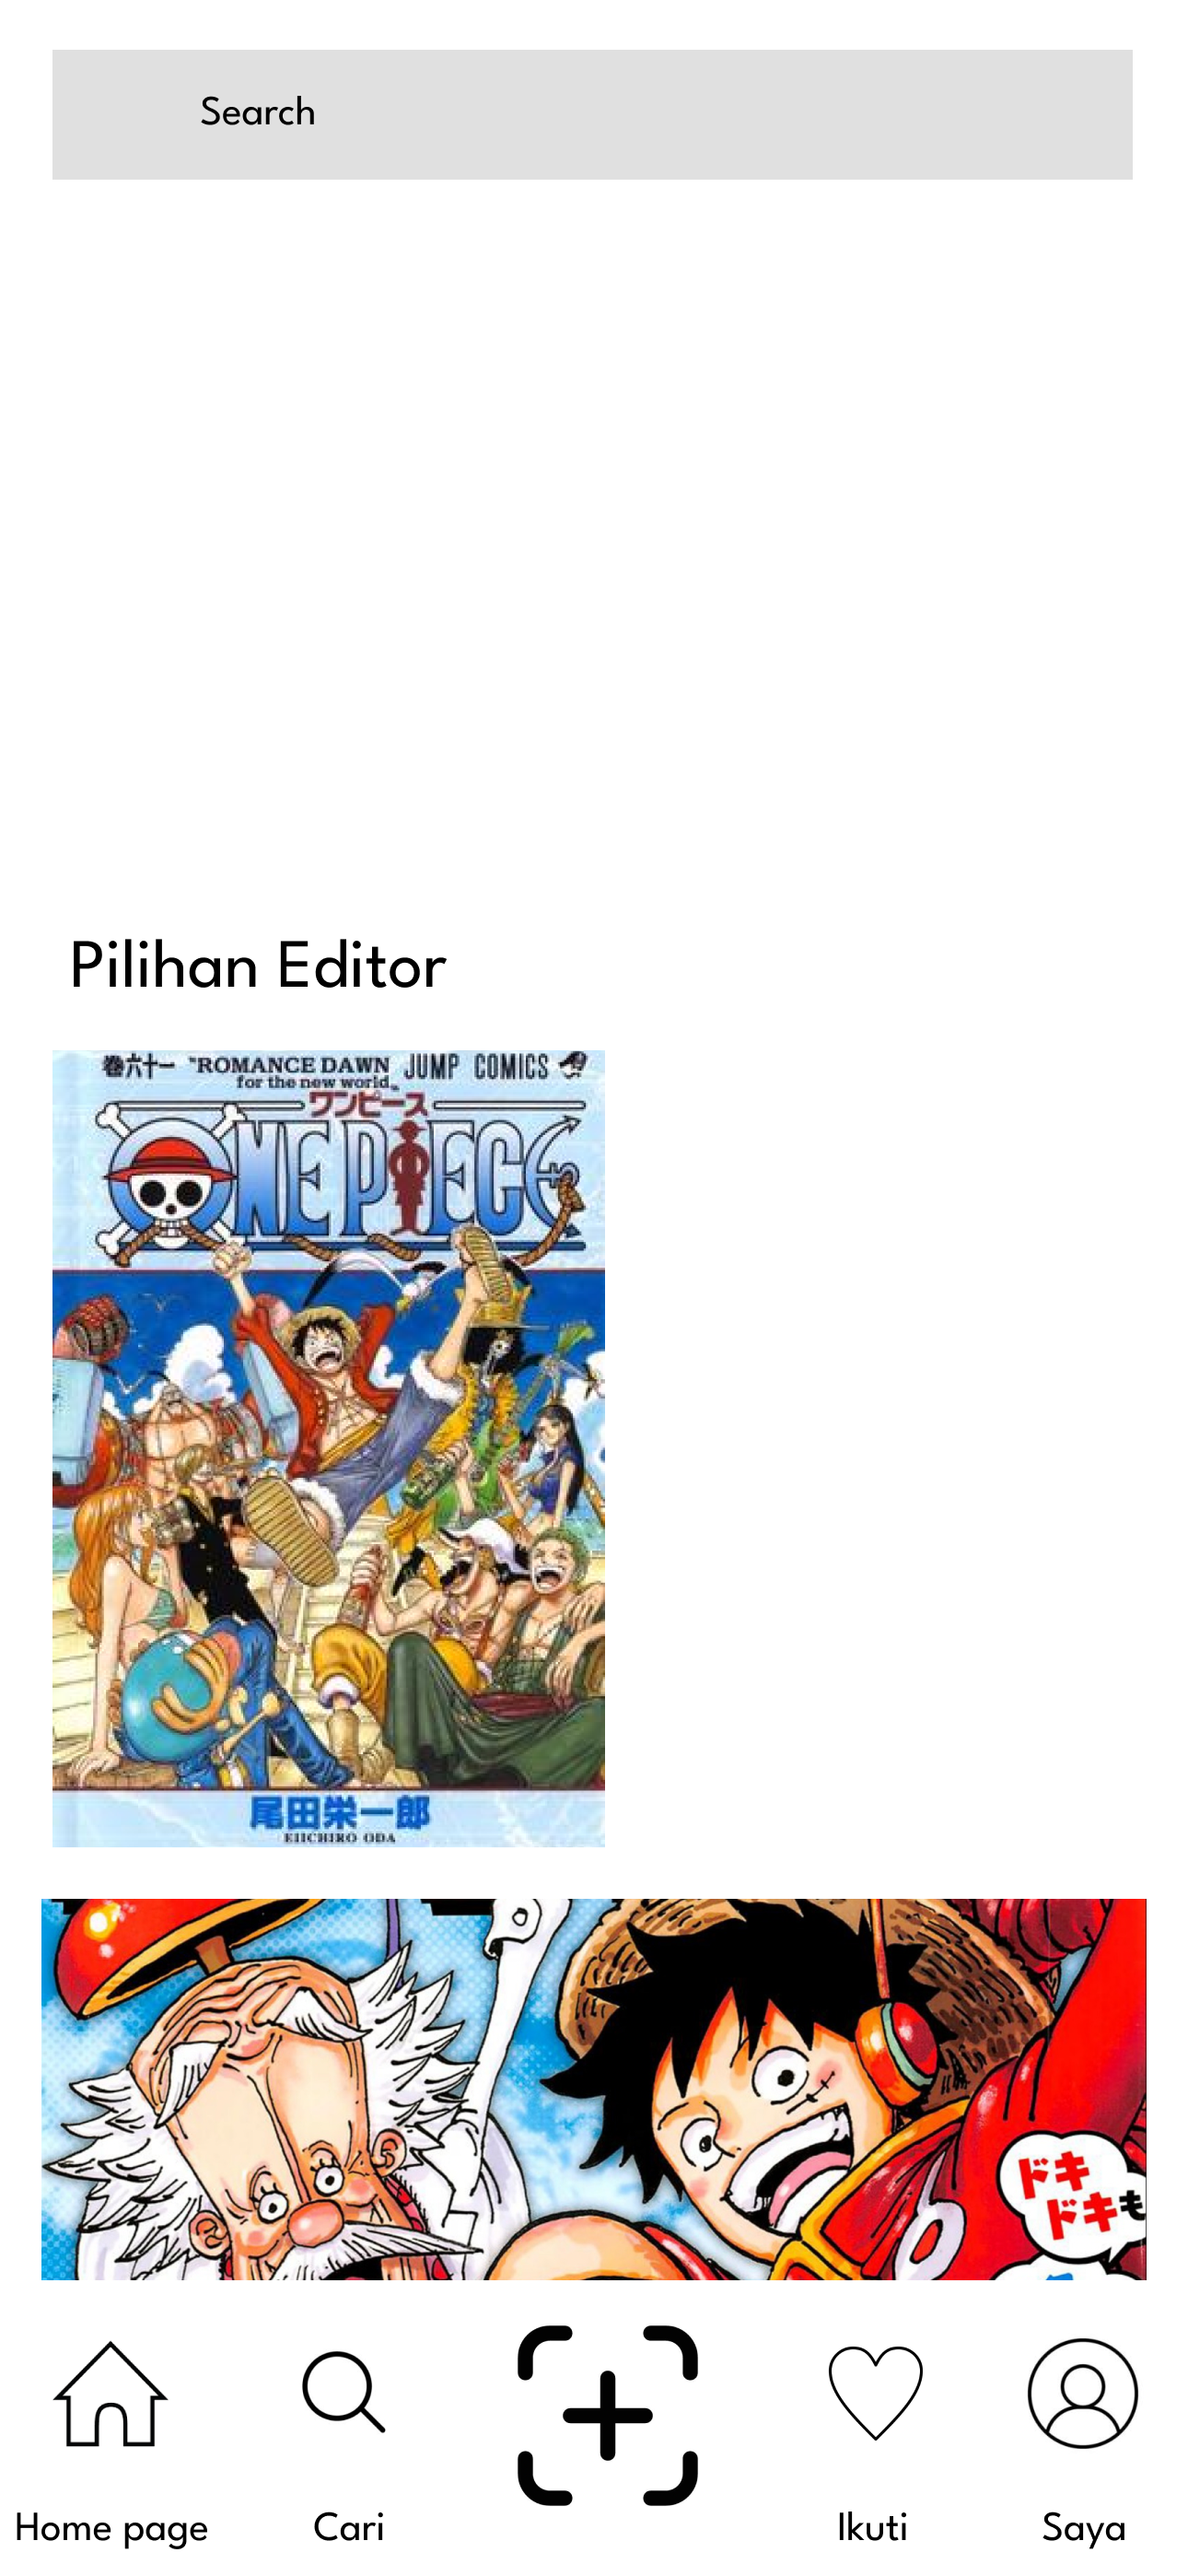 Search
Pilihan Editor
巻六十一 "ROMANCE DAWN JUMP COMICS
for the new world„
ワンピース
ONE PIECE
尾田栄一郎
EIICHIRO ODA
ドキ
ドキも
Home page Cari Ikuti Saya